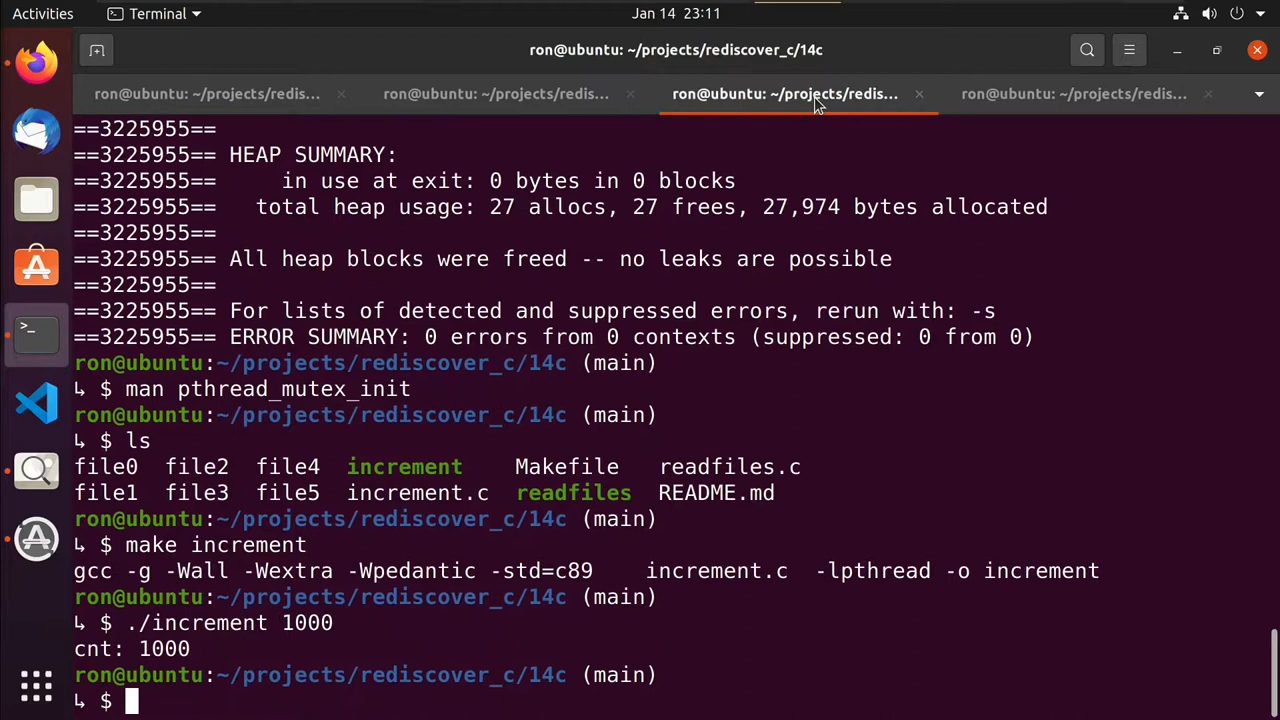 Activities Terminal Jan 14 23:11
ron@ubuntu: ~/projects/rediscover_c/14c
ron@ubuntu: ~/projects/redis... ron@ubuntu: ~/projects/redis... ron@ubuntu: ~/projects/redis... ron@ubuntu: ~/projects/redis...
==3225955==
==3225955== HEAP SUMMARY:
==3225955==     in use at exit: 0 bytes in 0 blocks
==3225955==   total heap usage: 27 allocs, 27 frees, 27,974 bytes allocated
==3225955==
==3225955== All heap blocks were freed -- no leaks are possible
==3225955==
==3225955== For lists of detected and suppressed errors, rerun with: -s
==3225955== ERROR SUMMARY: 0 errors from 0 contexts (suppressed: 0 from 0)
ron@ubuntu:~/projects/rediscover_c/14c (main)
↳ $ man pthread_mutex_init
ron@ubuntu:~/projects/rediscover_c/14c (main)
↳ $ ls
file0  file2  file4  increment    Makefile   readfiles.c
file1  file3  file5  increment.c  readfiles  README.md
ron@ubuntu:~/projects/rediscover_c/14c (main)
↳ $ make increment
gcc -g -Wall -Wextra -Wpedantic -std=c89    increment.c  -lpthread -o increment
ron@ubuntu:~/projects/rediscover_c/14c (main)
↳ $ ./increment 1000
cnt: 1000
ron@ubuntu:~/projects/rediscover_c/14c (main)
↳ $